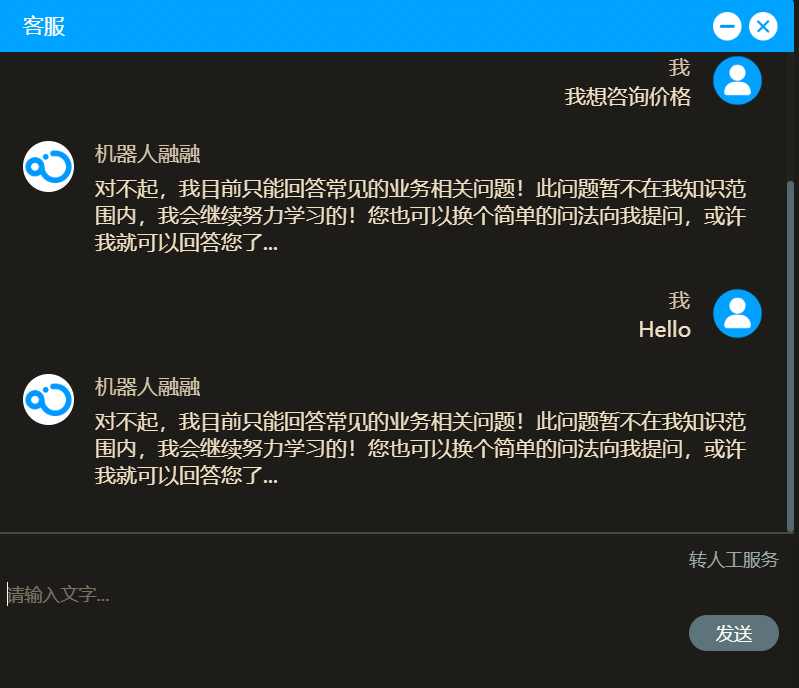 客服
我
我想咨询价格
机器人融融
对不起，我目前只能回答常见的业务相关问题！此问题暂不在我知识范
围内，我会继续努力学习的！您也可以换个简单的问法向我提问，或许
我就可以回答您了...
我
Hello
机器人融融
对不起，我目前只能回答常见的业务相关问题！此问题暂不在我知识范
围内，我会继续努力学习的！您也可以换个简单的问法向我提问，或许
我就可以回答您了...
转人工服务
请输入文字...
发送